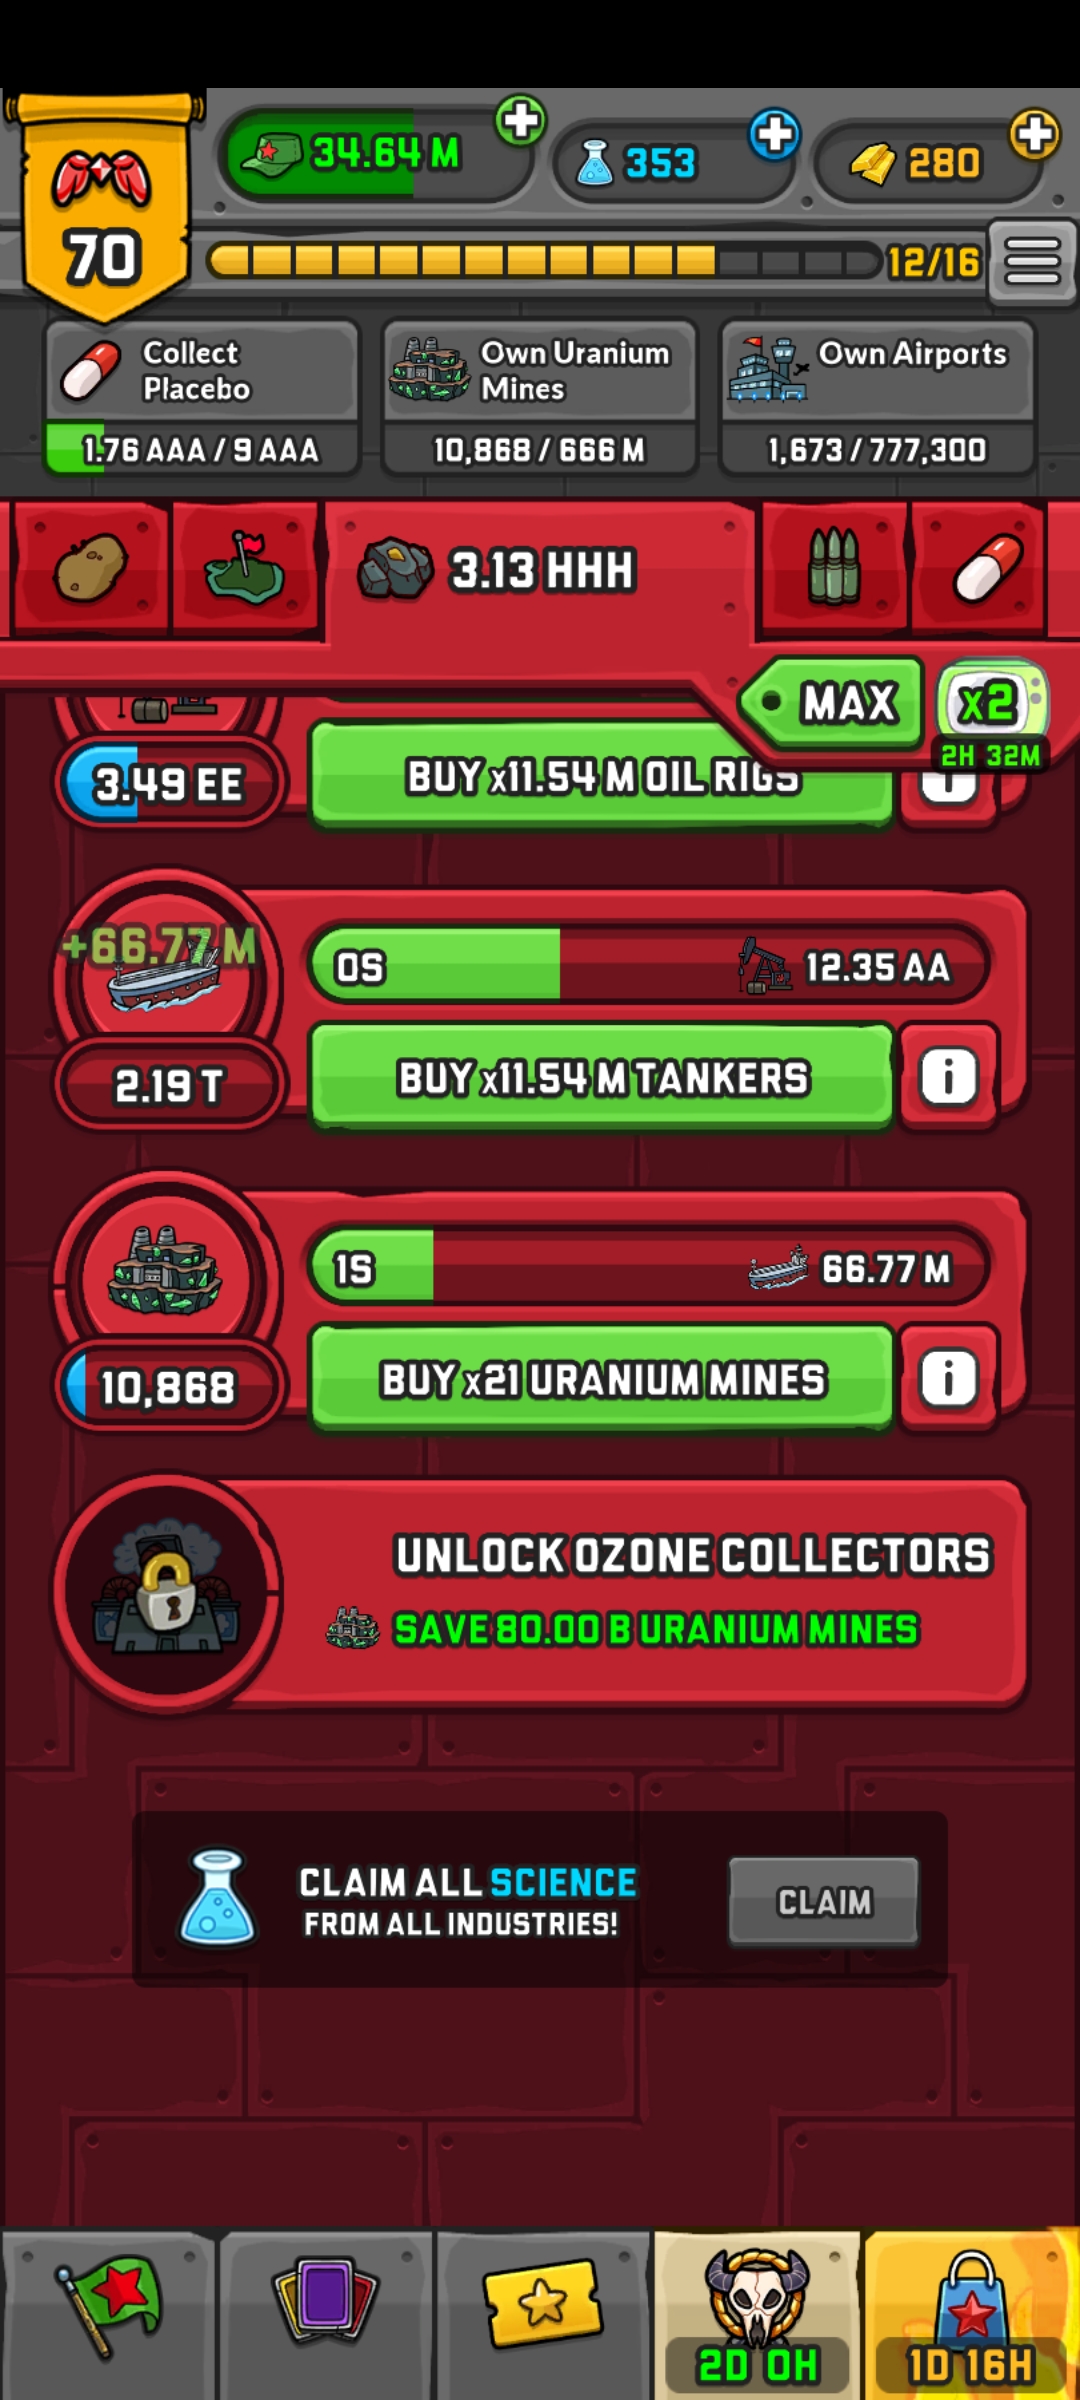 34.64 M
353
280
70
12/16
Collect
Placebo
1.76 AAA / 9 AAA
Own Uranium
Mines
10,868 / 666 M
Own Airports
1,673 / 777,300
3.13 HHH
MAX
x2
2H 32M
3.49 EE
BUY x11.54 M OIL RIGS
+66.77 M
0S
12.35 AA
2.19 T
BUY x11.54 M TANKERS
i
1S
66.77 M
10,868
BUY x21 URANIUM MINES
i
UNLOCK OZONE COLLECTORS
SAVE 80.00 B URANIUM MINES
CLAIM ALL SCIENCE
FROM ALL INDUSTRIES!
CLAIM
2D 0H
1D 16H